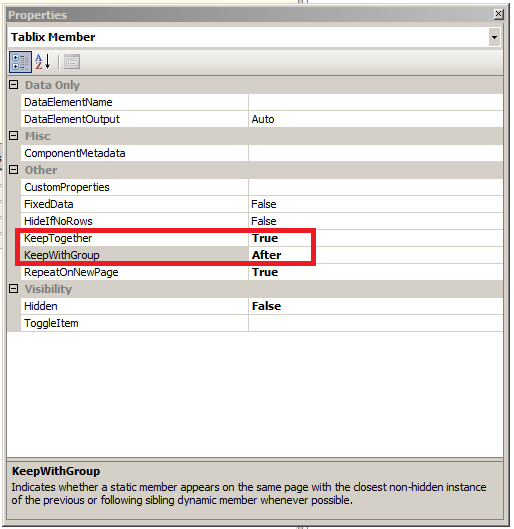 Properties
Tablix Member
A
Z
Data Only
DataElementName
DataElementOutput Auto
Misc
ComponentMetadata
Other
CustomProperties
FixedData False
HideIfNoRows False
KeepTogether True
KeepWithGroup After
RepeatOnNewPage True
Visibility
Hidden False
ToggleItem
KeepWithGroup
Indicates whether a static member appears on the same page with the closest non-hidden instance
of the previous or following sibling dynamic member whenever possible.